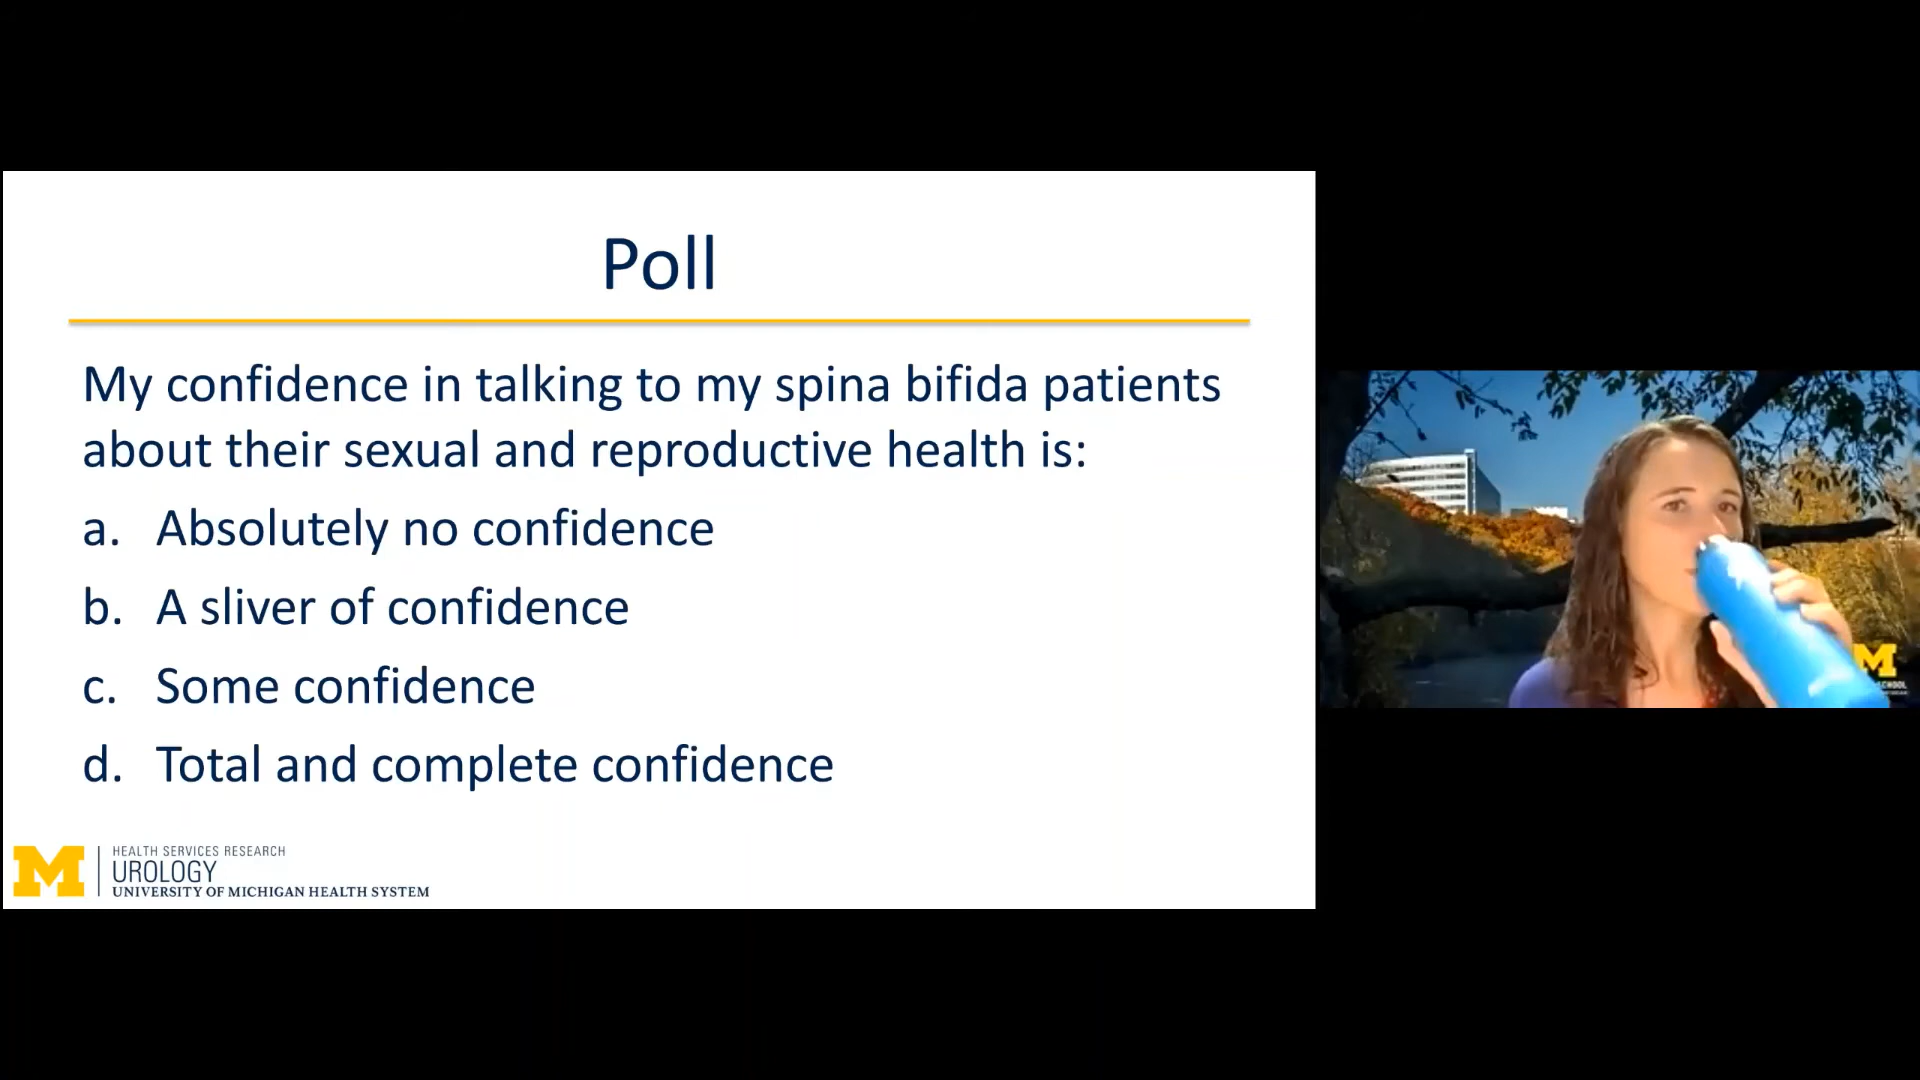 Poll
My confidence in talking to my spina bifida patients
about their sexual and reproductive health is:
a. Absolutely no confidence
b. A sliver of confidence
c. Some confidence
d. Total and complete confidence
M
HEALTH SERVICES RESEARCH
UROLOGY
UNIVERSITY OF MICHIGAN HEALTH SYSTEM
M